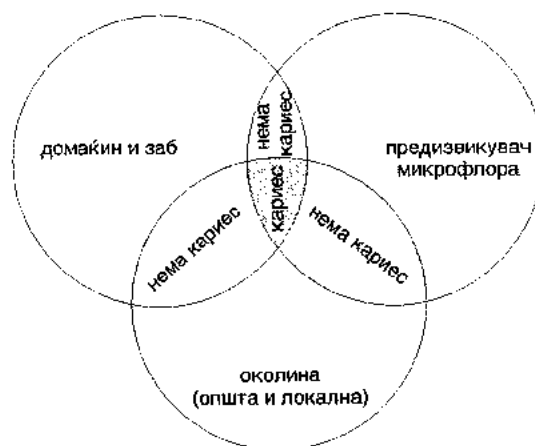 нема
кариес
домаќин и заб
предизвикувач
микрофлора
кариес
нема кариес
нема кариес
околина
(општа и локална)